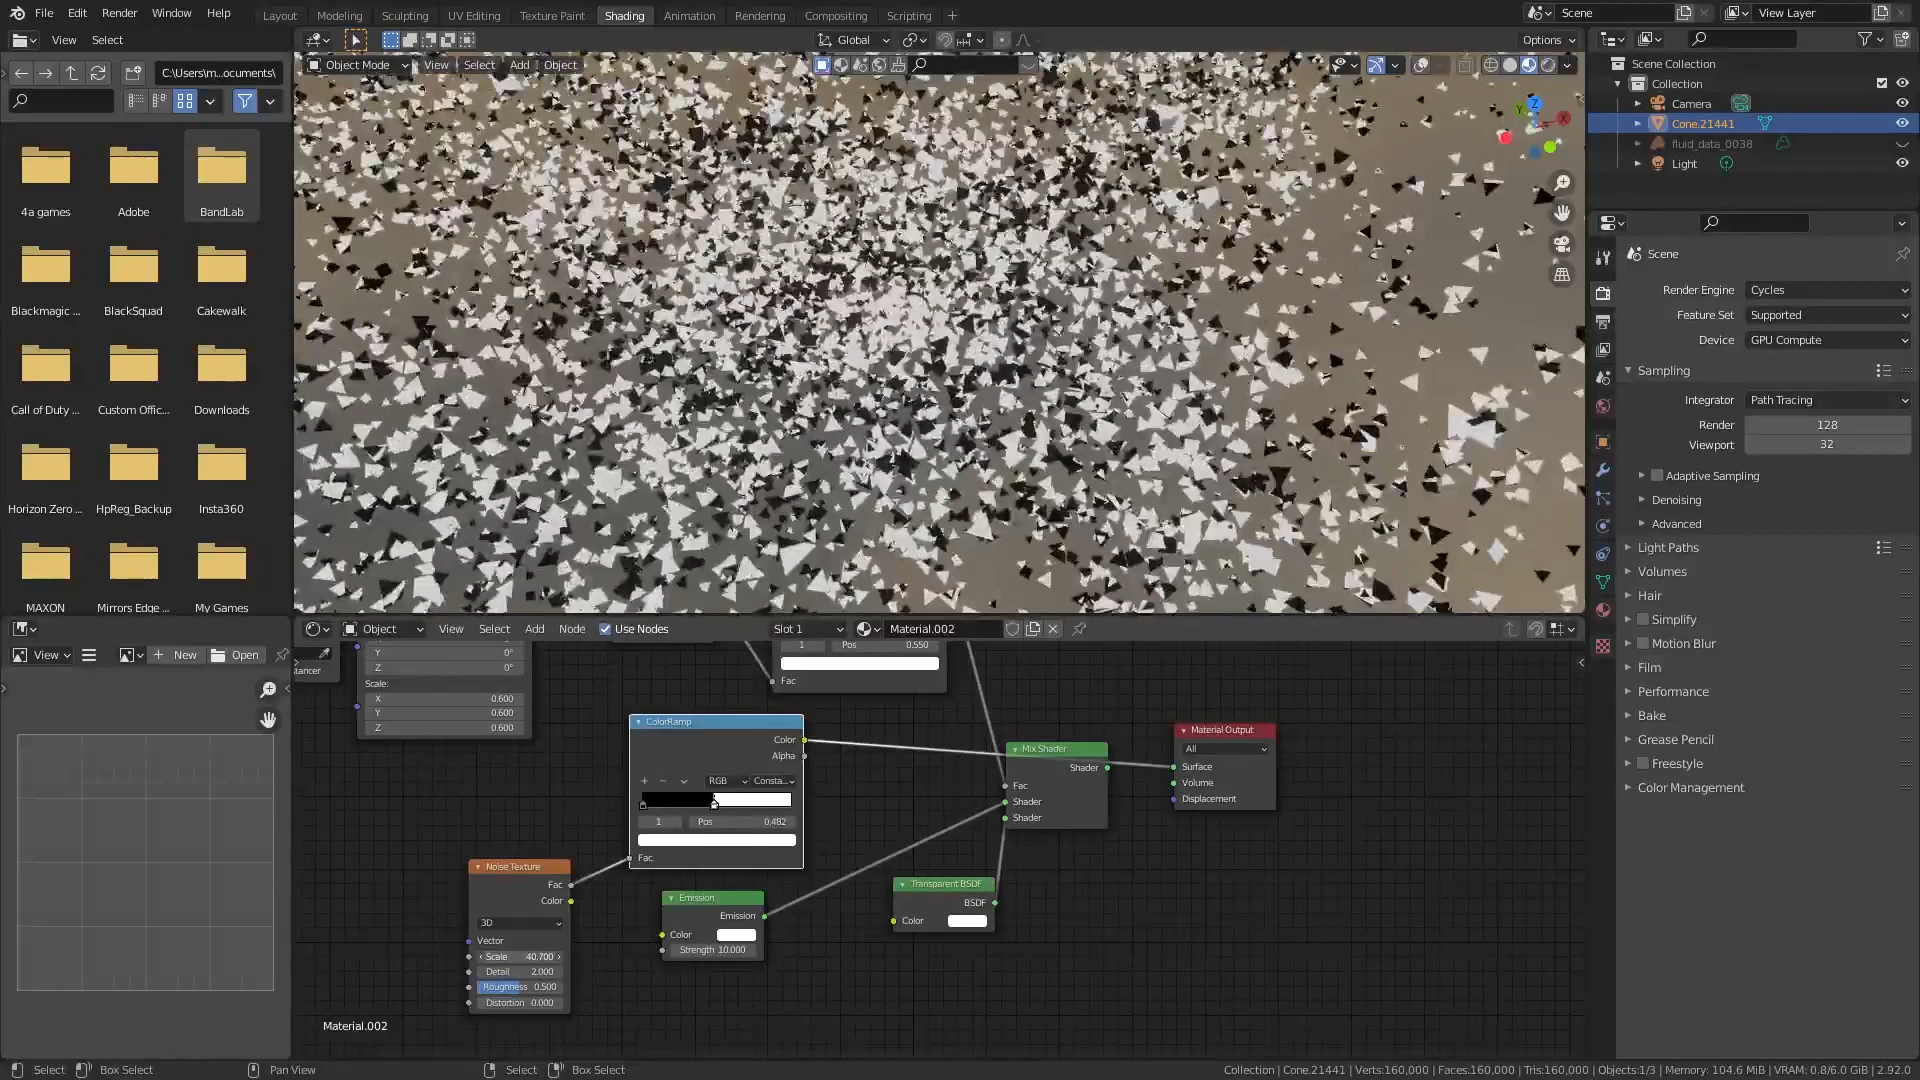 File Edit Render Window Help
Layout Modeling Sculpting UV Editing Texture Paint Shading Animation Rendering Compositing Scripting +
Scene
View Layer
View Select
Global
Options
C:\Users\m...ocuments\
Object Mode View Select Add Object
4a games Adobe BandLab
Blackmagic ... BlackSquad Cakewalk
Call of Duty ... Custom Offic... Downloads
Horizon Zero ... HpReg_Backup Insta360
MAXON Mirrors Edge ... My Games
Z
Y
X
Scene Collection
Collection
Camera
Cone.21441
fluid_data_0038
Light
Scene
Render Engine Cycles
Feature Set Supported
Device GPU Compute
Sampling
Integrator Path Tracing
Render 128
Viewport 32
Adaptive Sampling
Denoising
Advanced
Light Paths
Volumes
Hair
Simplify
Motion Blur
Film
Performance
Bake
Grease Pencil
Freestyle
Color Management
View New Open
Object View Select Add Node Use Nodes Slot 1 Material.002
tancer
Y 0°
Z 0°
Scale:
X 0.600
Y 0.600
Z 0.600
1 Pos 0.550
Fac
ColorRamp
Color
Alpha
RGB Consta...
1 Pos 0.482
Fac
Noise Texture
Fac
Color
3D
Vector
Scale 40.700
Detail 2.000
Roughness 0.500
Distortion 0.000
Emission
Emission
Color
Strength 10.000
Transparent BSDF
BSDF
Color
Mix Shader
Shader
Fac
Shader
Shader
Material Output
All
Surface
Volume
Displacement
Material.002
Select Box Select Pan View Select Box Select
Collection | Cone.21441 | Verts:160,000 | Faces:160,000 | Tris:160,000 | Objects:1/3 | Memory: 104.6 MiB | VRAM: 0.8/6.0 GiB | 2.92.0